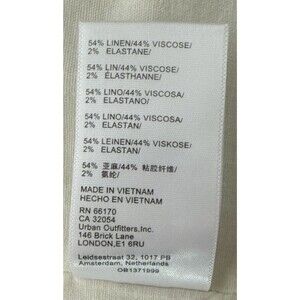 54% LINEN/44% VISCOSE/
2% ELASTANE/
54% LIN/44% VISCOSE/
2% ÉLASTHANNE/
54% LINO/44% VISCOSA/
2% ELASTANO/
54% LINO/44% VISCOSA/
2% ELASTAN/
54% LEINEN/44% VISKOSE/
2% ELASTAN/
54% 亚麻/44% 粘胶纤维/
2% 氨纶/
MADE IN VIETNAM
HECHO EN VIETNAM
RN 66170
CA 32054
Urban Outfitters,Inc.
146 Brick Lane
LONDON,E1 6RU
Leidsestraat 32, 1017 PB
Amsterdam, Netherlands
OB1371999